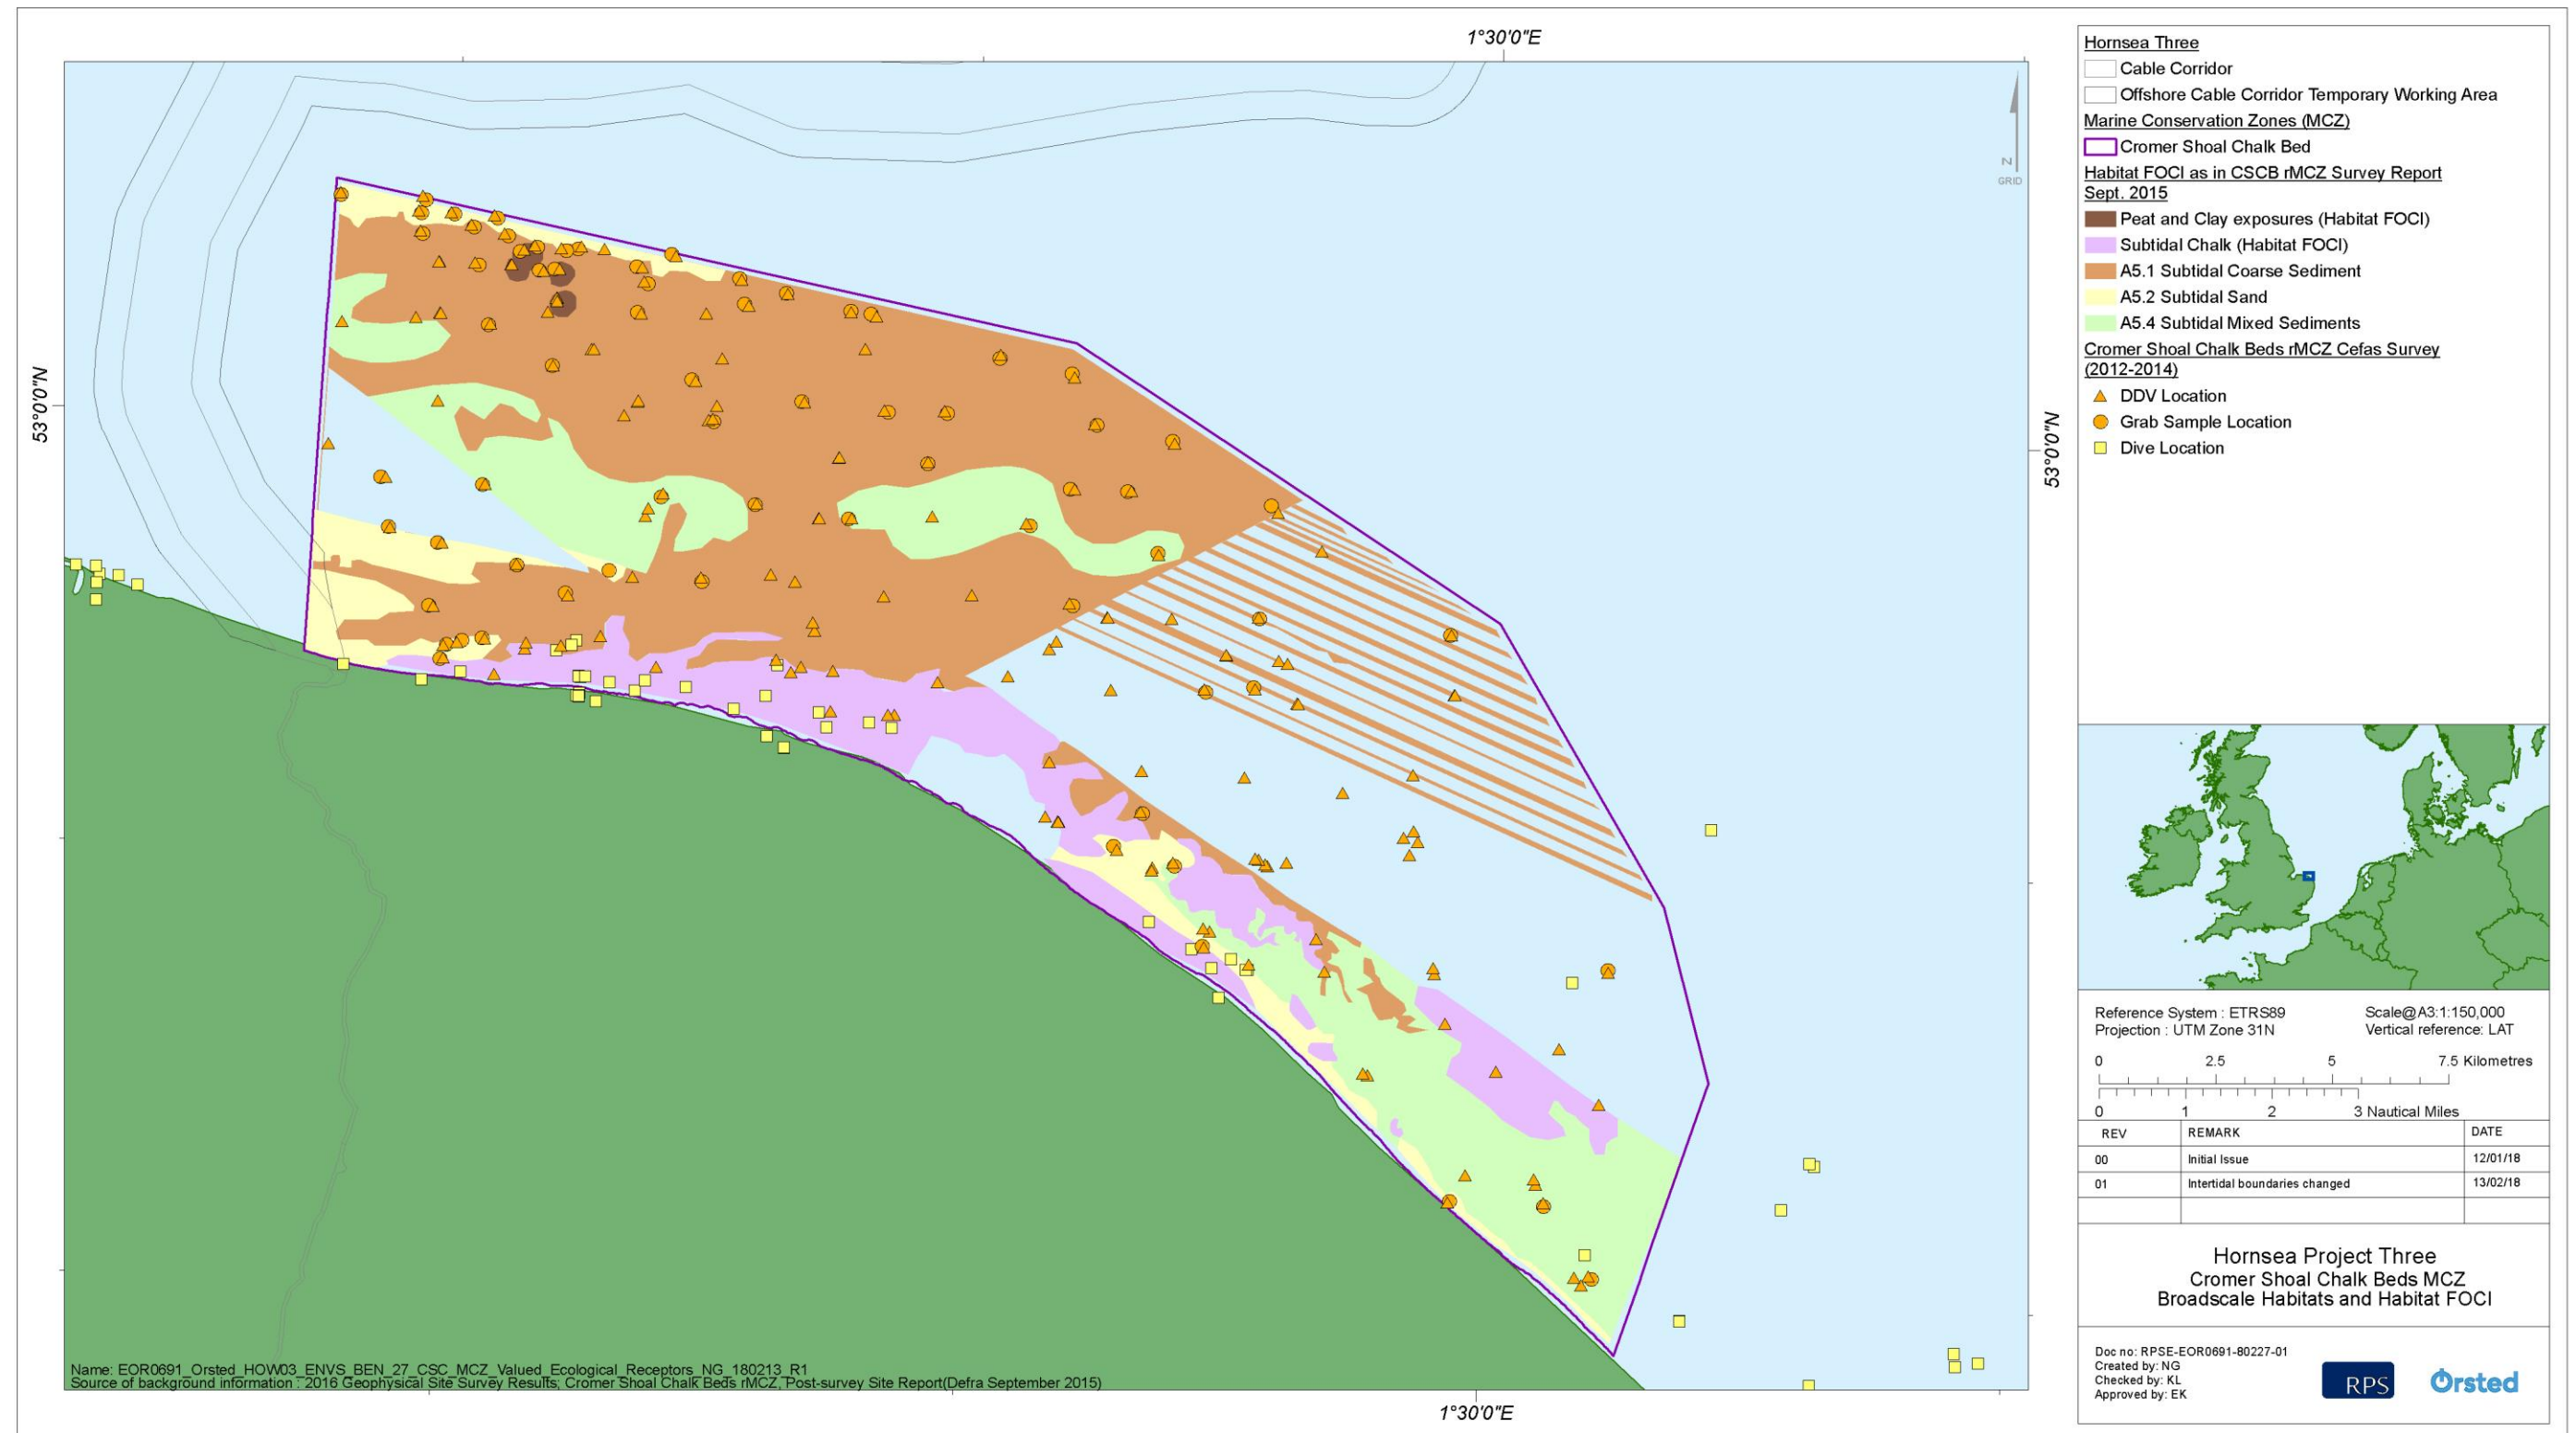 1°30'0"E
53°0'0"N
53°0'0"N
1°30'0"E
N
GRID
Name: EOR0691_Orsted_HOW03_ENVS_BEN_27_CSC_MCZ_Valued_Ecological_Receptors_NG_180213_R1
Source of background information : 2016 Geophysical Site Survey Results; Cromer Shoal Chalk Beds rMCZ, Post-survey Site Report(Defra September 2015)
Hornsea Three
Cable Corridor
Offshore Cable Corridor Temporary Working Area
Marine Conservation Zones (MCZ)
Cromer Shoal Chalk Bed
Habitat FOCI as in CSCB rMCZ Survey Report
Sept. 2015
Peat and Clay exposures (Habitat FOCI)
Subtidal Chalk (Habitat FOCI)
A5.1 Subtidal Coarse Sediment
A5.2 Subtidal Sand
A5.4 Subtidal Mixed Sediments
Cromer Shoal Chalk Beds rMCZ Cefas Survey
(2012-2014)
DDV Location
Grab Sample Location
Dive Location
Reference System : ETRS89 Scale@A3:1:150,000
Projection : UTM Zone 31N Vertical reference: LAT
0 2.5 5 7.5 Kilometres
0 1 2 3 Nautical Miles
REV REMARK DATE
00 Initial Issue 12/01/18
01 Intertidal boundaries changed 13/02/18
Hornsea Project Three
Cromer Shoal Chalk Beds MCZ
Broadscale Habitats and Habitat FOCI
Doc no: RPSE-EOR0691-80227-01
Created by: NG
Checked by: KL
Approved by: EK
RPS
Ørsted